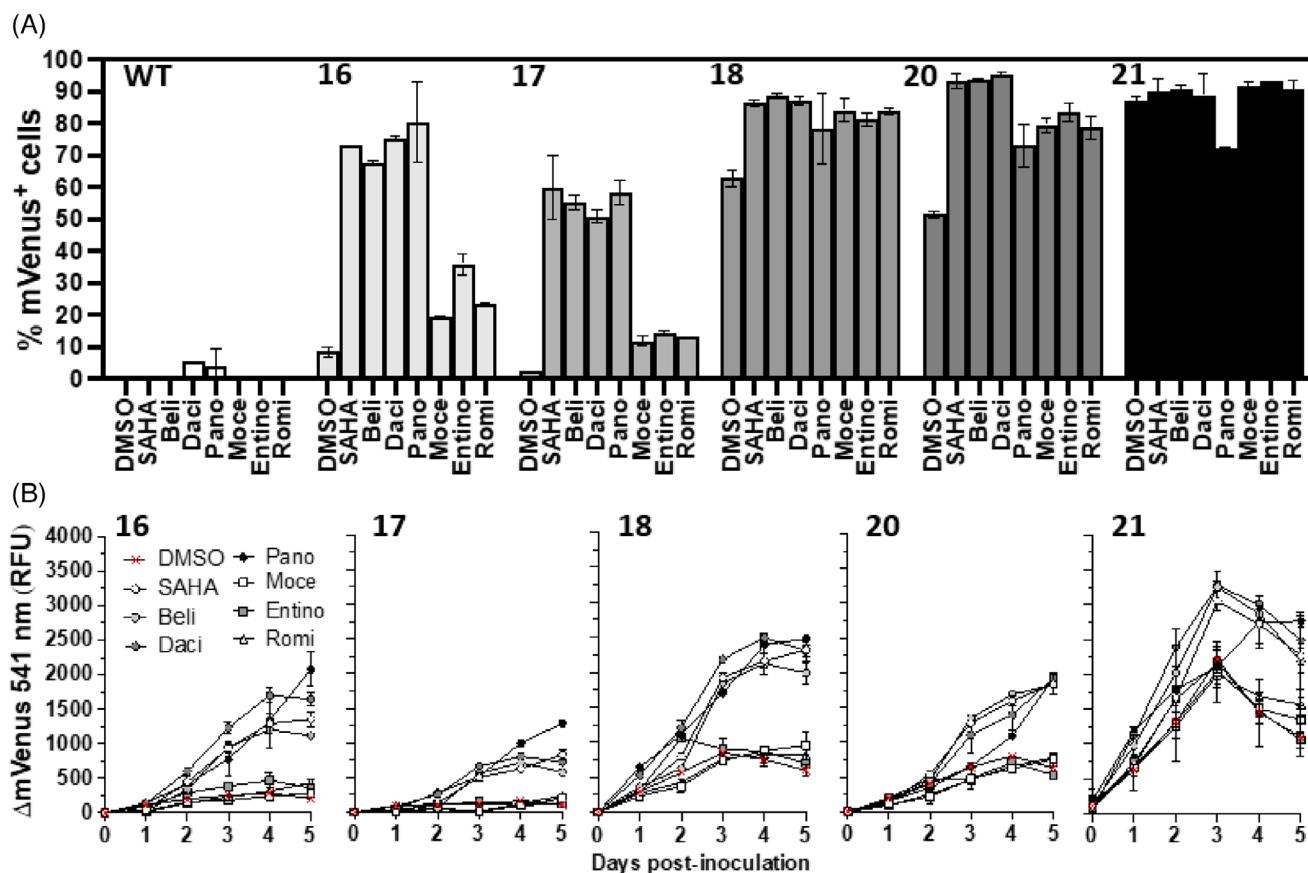 (A)
% mVenus⁺ cells
100
90
80
70
60
50
40
30
20
10
0
WT
16
17
18
20
21
DMSO SAHA Beli Daci Pano Moce Entino Romi
DMSO SAHA Beli Daci Pano Moce Entino Romi
DMSO SAHA Beli Daci Pano Moce Entino Romi
DMSO SAHA Beli Daci Pano Moce Entino Romi
DMSO SAHA Beli Daci Pano Moce Entino Romi
DMSO SAHA Beli Daci Pano Moce Entino Romi
(B)
ΔmVenus 541 nm (RFU)
4000
3500
3000
2500
2000
1500
1000
500
0
16
17
18
20
21
DMSO
SAHA
Beli
Daci
Pano
Moce
Entino
Romi
0 1 2 3 4 5
0 1 2 3 4 5
0 1 2 3 4 5
0 1 2 3 4 5
0 1 2 3 4 5
Days post-inoculation